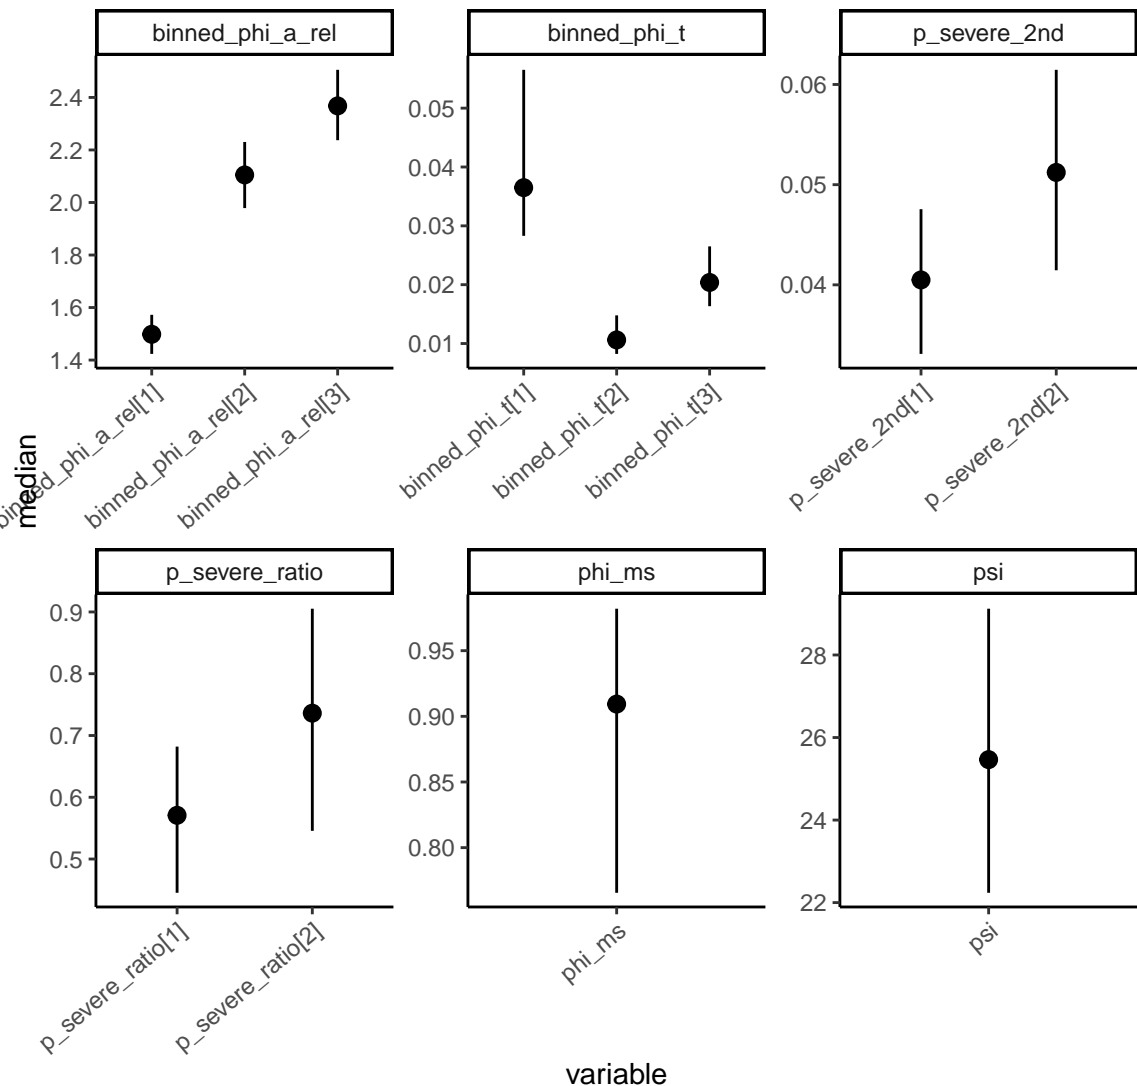 binned_phi_a_rel
binned_phi_t
p_severe_2nd
2.4
2.2
2.0
1.8
1.6
1.4
0.05
0.04
0.03
0.02
0.01
0.06
0.05
0.04
binned_phi_a_rel[1]
binned_phi_a_rel[2]
binned_phi_a_rel[3]
binned_phi_t[1]
binned_phi_t[2]
binned_phi_t[3]
p_severe_2nd[1]
p_severe_2nd[2]
median
p_severe_ratio
phi_ms
psi
0.9
0.8
0.7
0.6
0.5
0.95
0.90
0.85
0.80
28
26
24
22
p_severe_ratio[1]
p_severe_ratio[2]
phi_ms
psi
variable